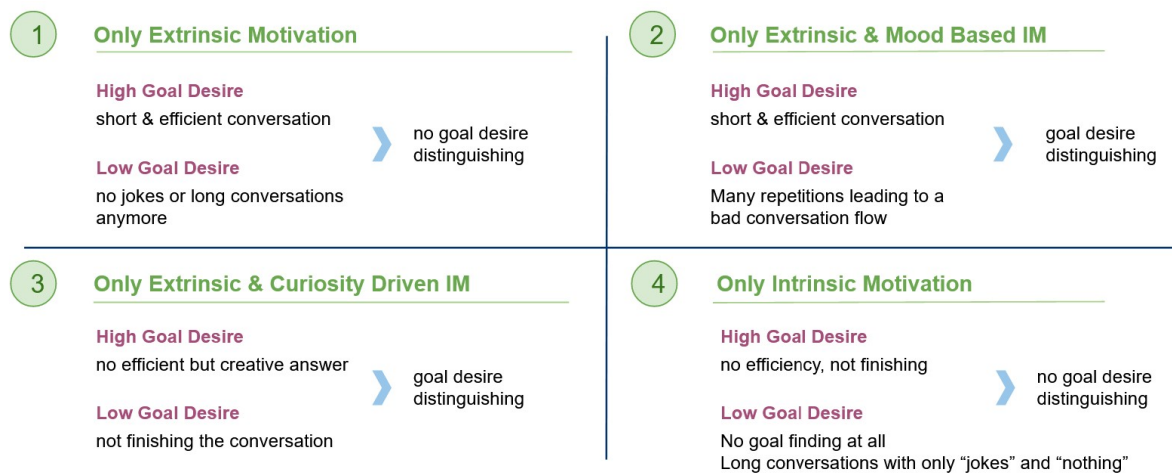 1
Only Extrinsic Motivation
High Goal Desire
short & efficient conversation
Low Goal Desire
no jokes or long conversations
anymore
no goal desire
distinguishing
2
Only Extrinsic & Mood Based IM
High Goal Desire
short & efficient conversation
Low Goal Desire
Many repetitions leading to a
bad conversation flow
goal desire
distinguishing
3
Only Extrinsic & Curiosity Driven IM
High Goal Desire
no efficient but creative answer
Low Goal Desire
not finishing the conversation
goal desire
distinguishing
4
Only Intrinsic Motivation
High Goal Desire
no efficiency, not finishing
Low Goal Desire
No goal finding at all
Long conversations with only “jokes” and “nothing”
no goal desire
distinguishing